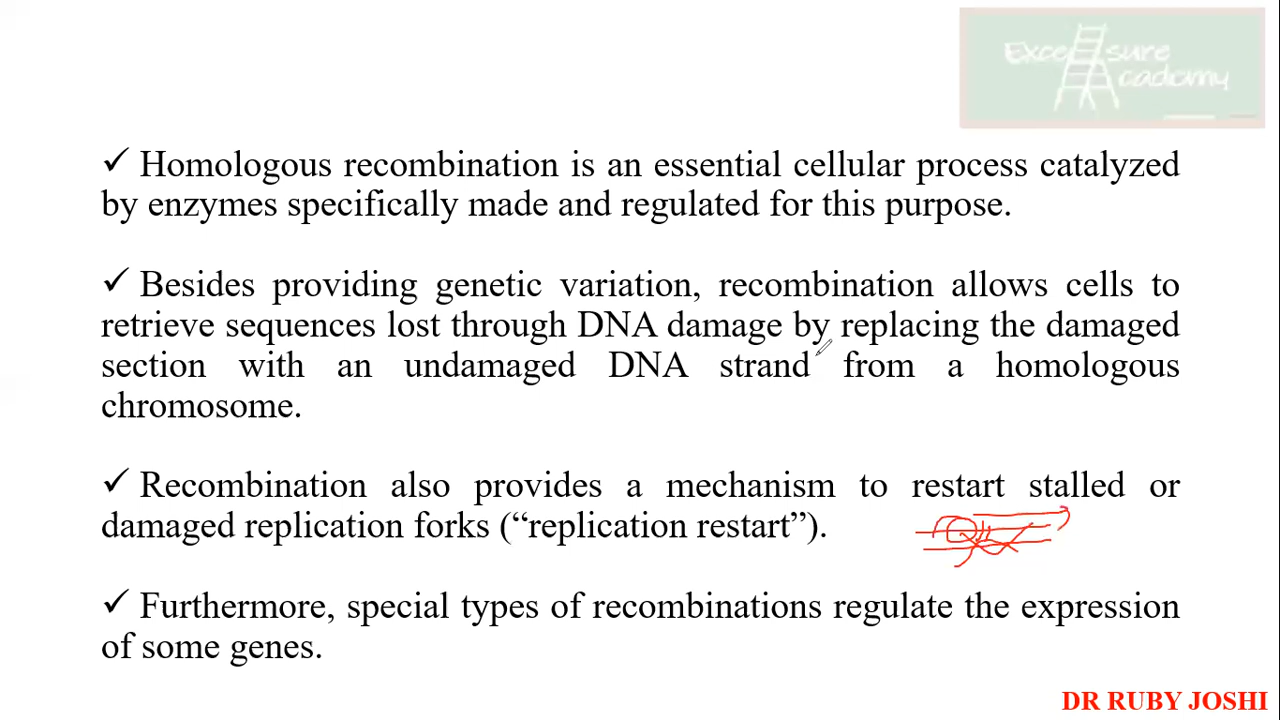 Excel sure
Academy
✓ Homologous recombination is an essential cellular process catalyzed
by enzymes specifically made and regulated for this purpose.
✓ Besides providing genetic variation, recombination allows cells to
retrieve sequences lost through DNA damage by replacing the damaged
section with an undamaged DNA strand from a homologous
chromosome.
✓ Recombination also provides a mechanism to restart stalled or
damaged replication forks (“replication restart”).
✓ Furthermore, special types of recombinations regulate the expression
of some genes.
DR RUBY JOSHI